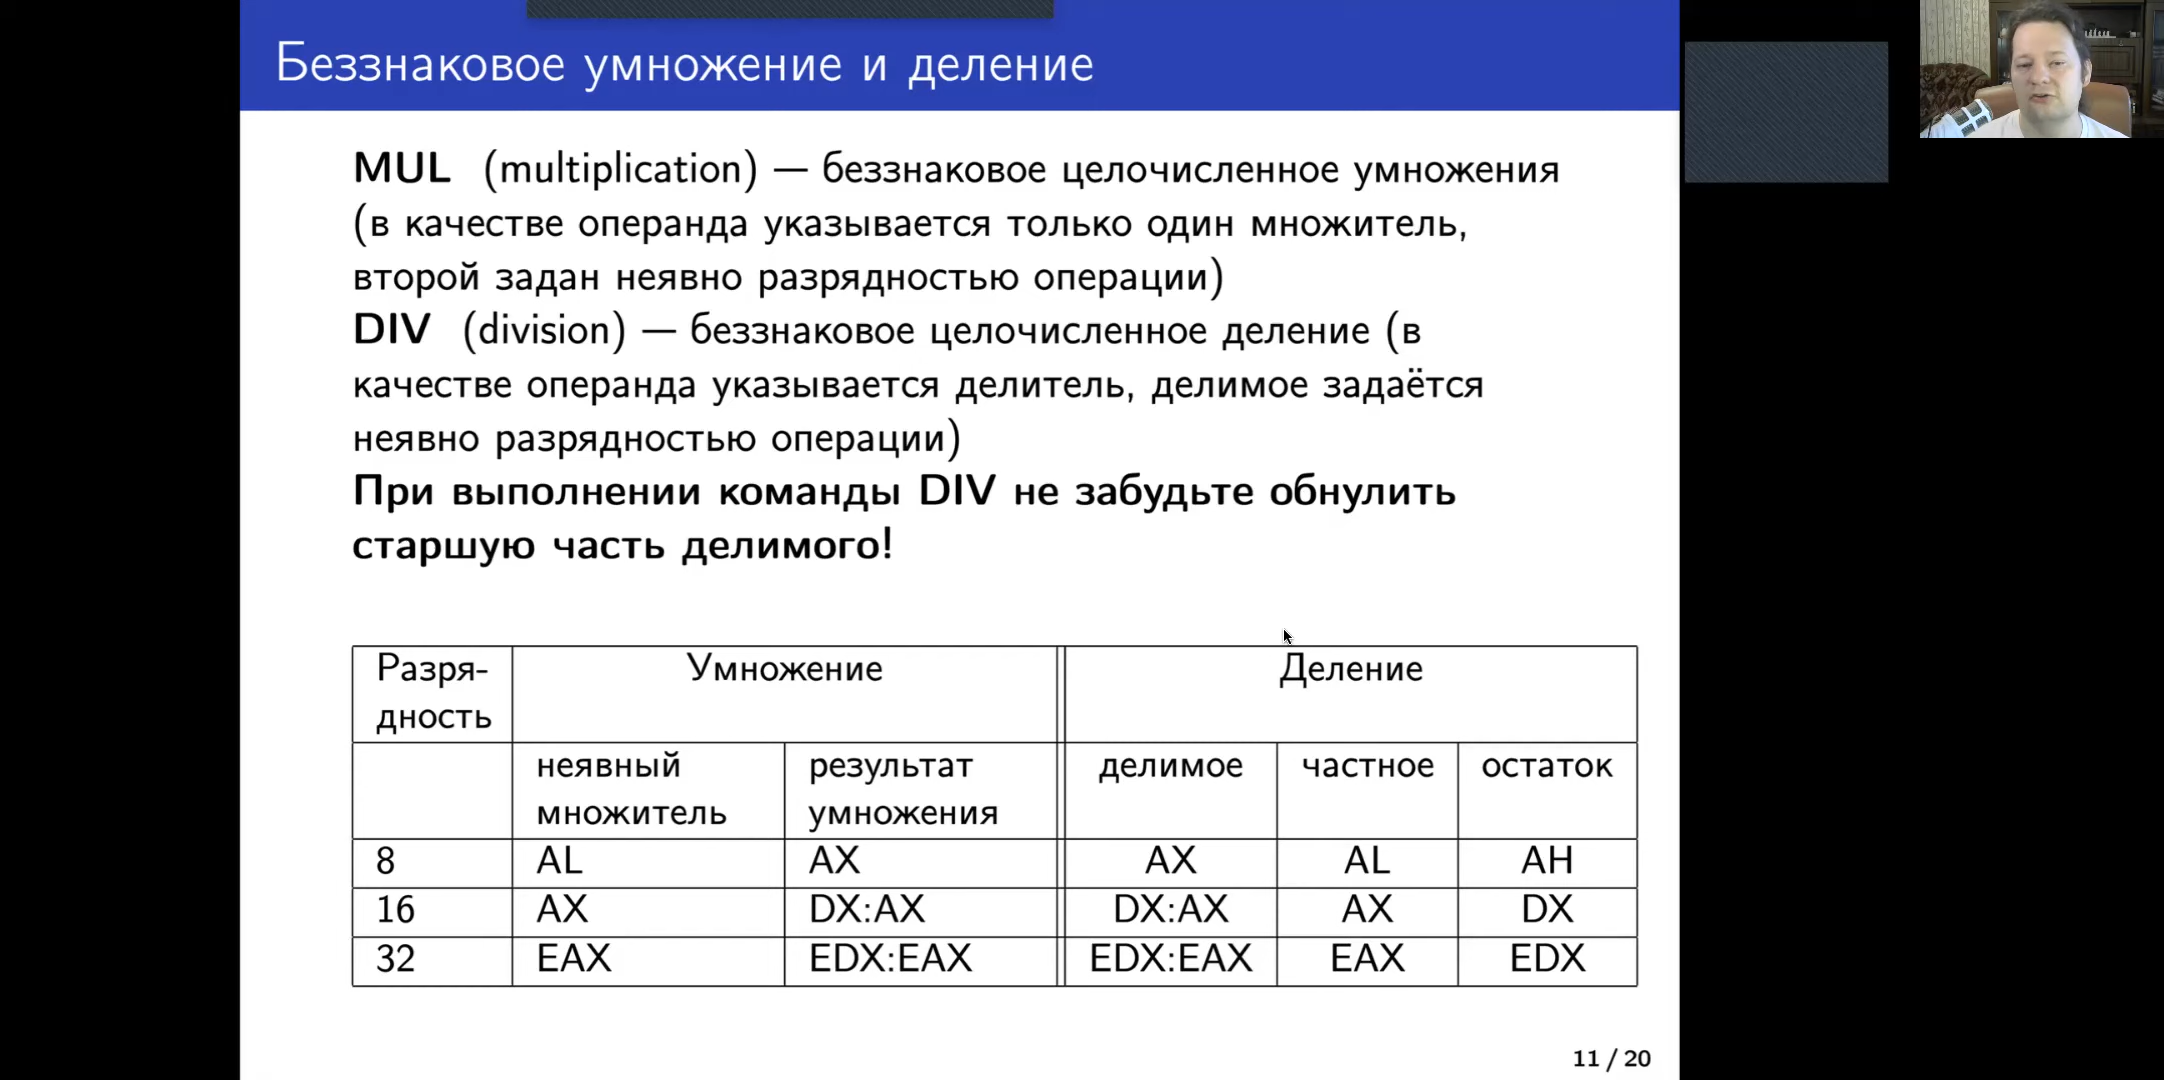 Беззнаковое умножение и деление
MUL (multiplication) — беззнаковое целочисленное умножения
(в качестве операнда указывается только один множитель,
второй задан неявно разрядностью операции)
DIV (division) — беззнаковое целочисленное деление (в
качестве операнда указывается делитель, делимое задаётся
неявно разрядностью операции)
При выполнении команды DIV не забудьте обнулить
старшую часть делимого!
Разря- Умножение Деление
дность
неявный результат делимое частное остаток
множитель умножения
8 AL AX AX AL AH
16 AX DX:AX DX:AX AX DX
32 EAX EDX:EAX EDX:EAX EAX EDX
11 / 20